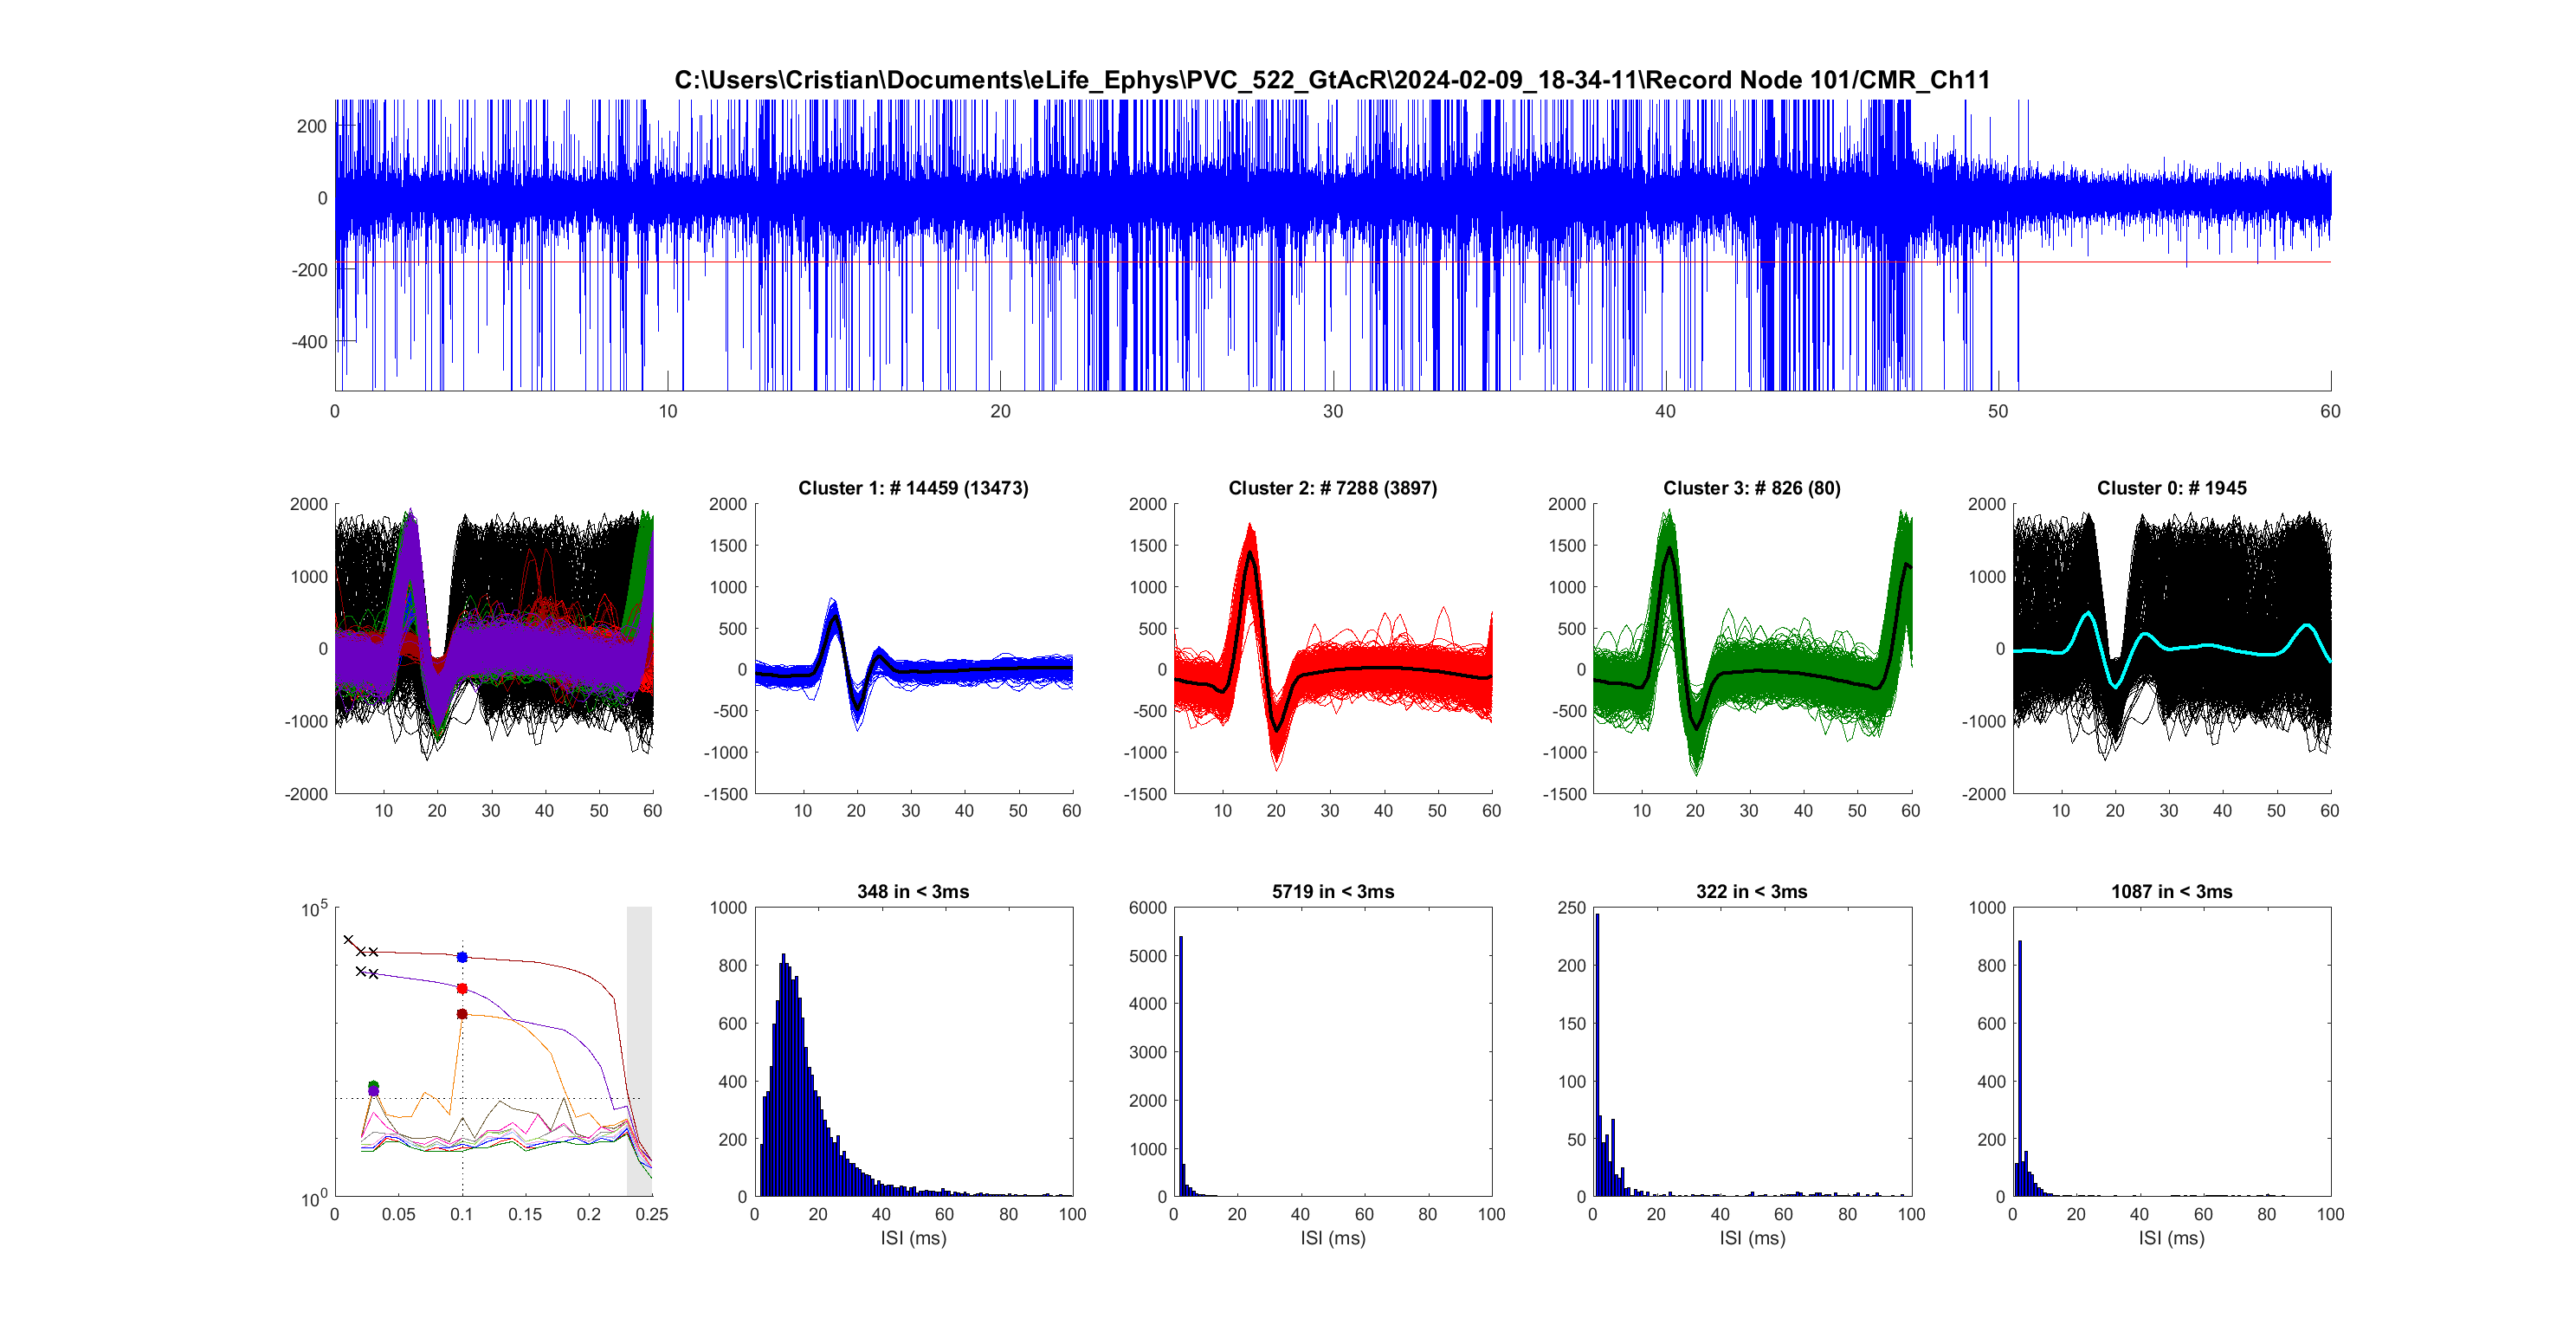 C:\Users\Cristian\Documents\eLife_Ephys\PVC_522_GtAcR\2024-02-09_18-34-11\Record Node 101/CMR_Ch11
200
0
-200
-400
0 10 20 30 40 50 60
Cluster 1: # 14459 (13473)
Cluster 2: # 7288 (3897)
Cluster 3: # 826 (80)
Cluster 0: # 1945
2000
1000
0
-1000
-2000
10 20 30 40 50 60
2000
1500
1000
500
0
-500
-1000
-1500
10 20 30 40 50 60
2000
1500
1000
500
0
-500
-1000
-1500
10 20 30 40 50 60
2000
1500
1000
500
0
-500
-1000
-1500
10 20 30 40 50 60
2000
1000
0
-1000
-2000
10 20 30 40 50 60
10^5
10^0
0 0.05 0.1 0.15 0.2 0.25
348 in < 3ms
1000
800
600
400
200
0
0 20 40 60 80 100
ISI (ms)
5719 in < 3ms
6000
5000
4000
3000
2000
1000
0
0 20 40 60 80 100
ISI (ms)
322 in < 3ms
250
200
150
100
50
0
0 20 40 60 80 100
ISI (ms)
1087 in < 3ms
1000
800
600
400
200
0
0 20 40 60 80 100
ISI (ms)